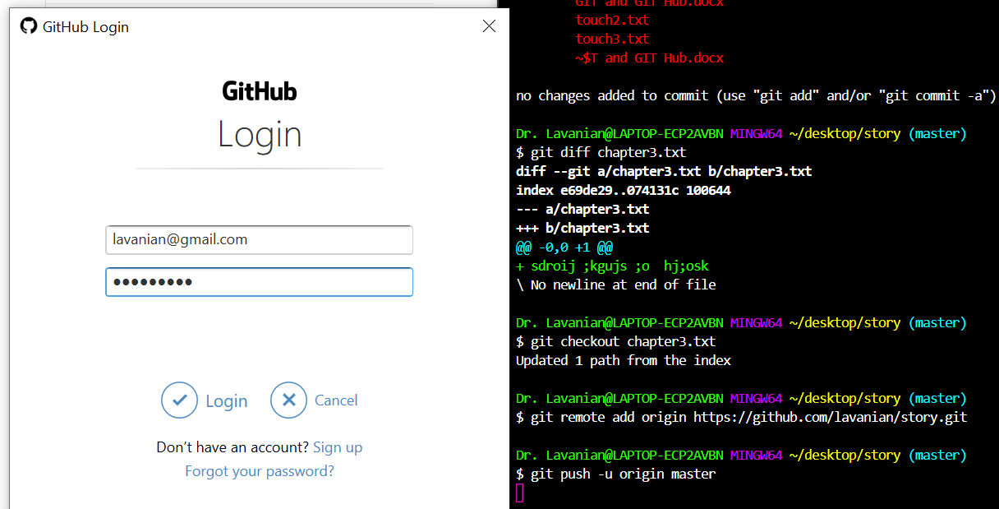 GitHub Login
GitHub
Login
lavanian@gmail.com
●●●●●●●●●
Login
Cancel
Don't have an account? Sign up
Forgot your password?
GIT and GIT Hub.docx
touch2.txt
touch3.txt
~$T and GIT Hub.docx
no changes added to commit (use "git add" and/or "git commit -a")
Dr. Lavanian@LAPTOP-ECP2AVBN MINGW64 ~/desktop/story (master)
$ git diff chapter3.txt
diff --git a/chapter3.txt b/chapter3.txt
index e69de29..074131c 100644
--- a/chapter3.txt
+++ b/chapter3.txt
@@ -0,0 +1 @@
+ sdroij ;kgujs ;o  hj;osk
\ No newline at end of file
Dr. Lavanian@LAPTOP-ECP2AVBN MINGW64 ~/desktop/story (master)
$ git checkout chapter3.txt
Updated 1 path from the index
Dr. Lavanian@LAPTOP-ECP2AVBN MINGW64 ~/desktop/story (master)
$ git remote add origin https://github.com/lavanian/story.git
Dr. Lavanian@LAPTOP-ECP2AVBN MINGW64 ~/desktop/story (master)
$ git push -u origin master